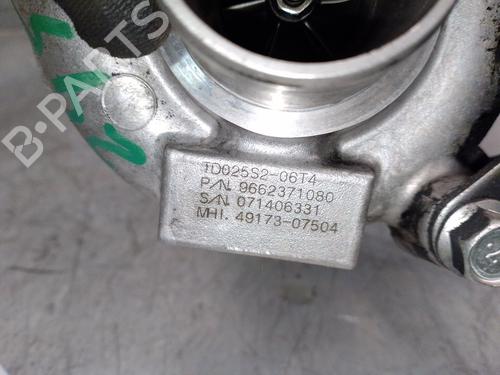 B-PARTS
TD025S2-06T4
P/N. 9662371080
S/N. 071406331
MHI. 49173-07504